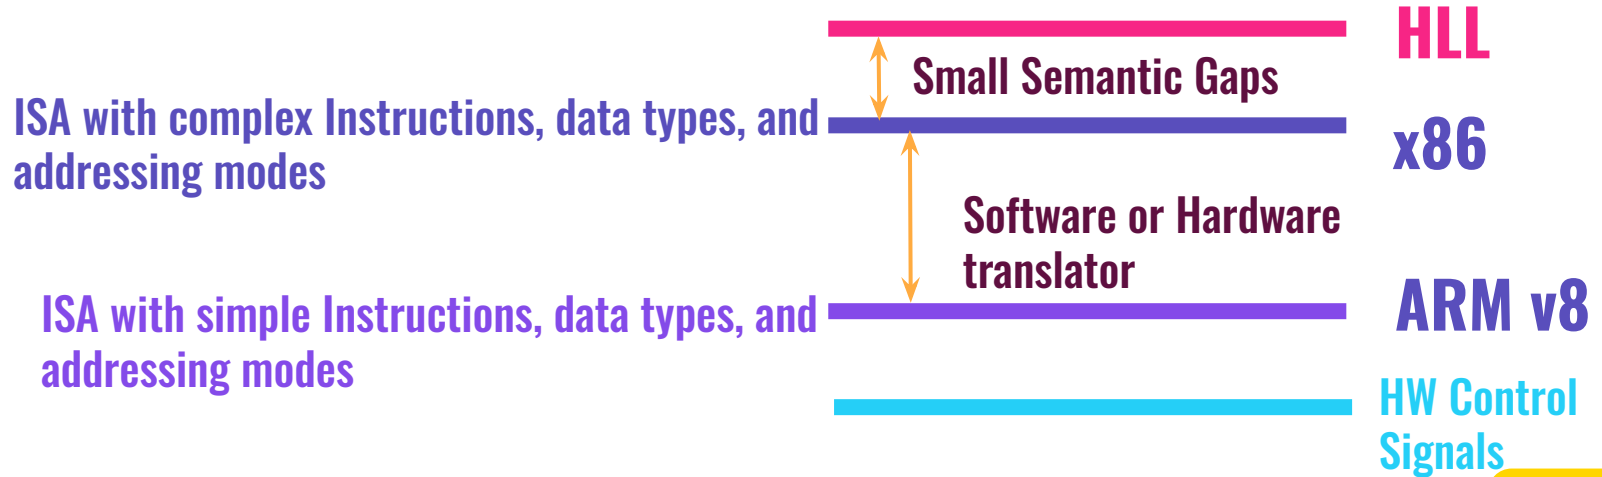 HLL
Small Semantic Gaps
ISA with complex Instructions, data types, and
addressing modes
x86
Software or Hardware
translator
ISA with simple Instructions, data types, and
addressing modes
ARM v8
HW Control
Signals